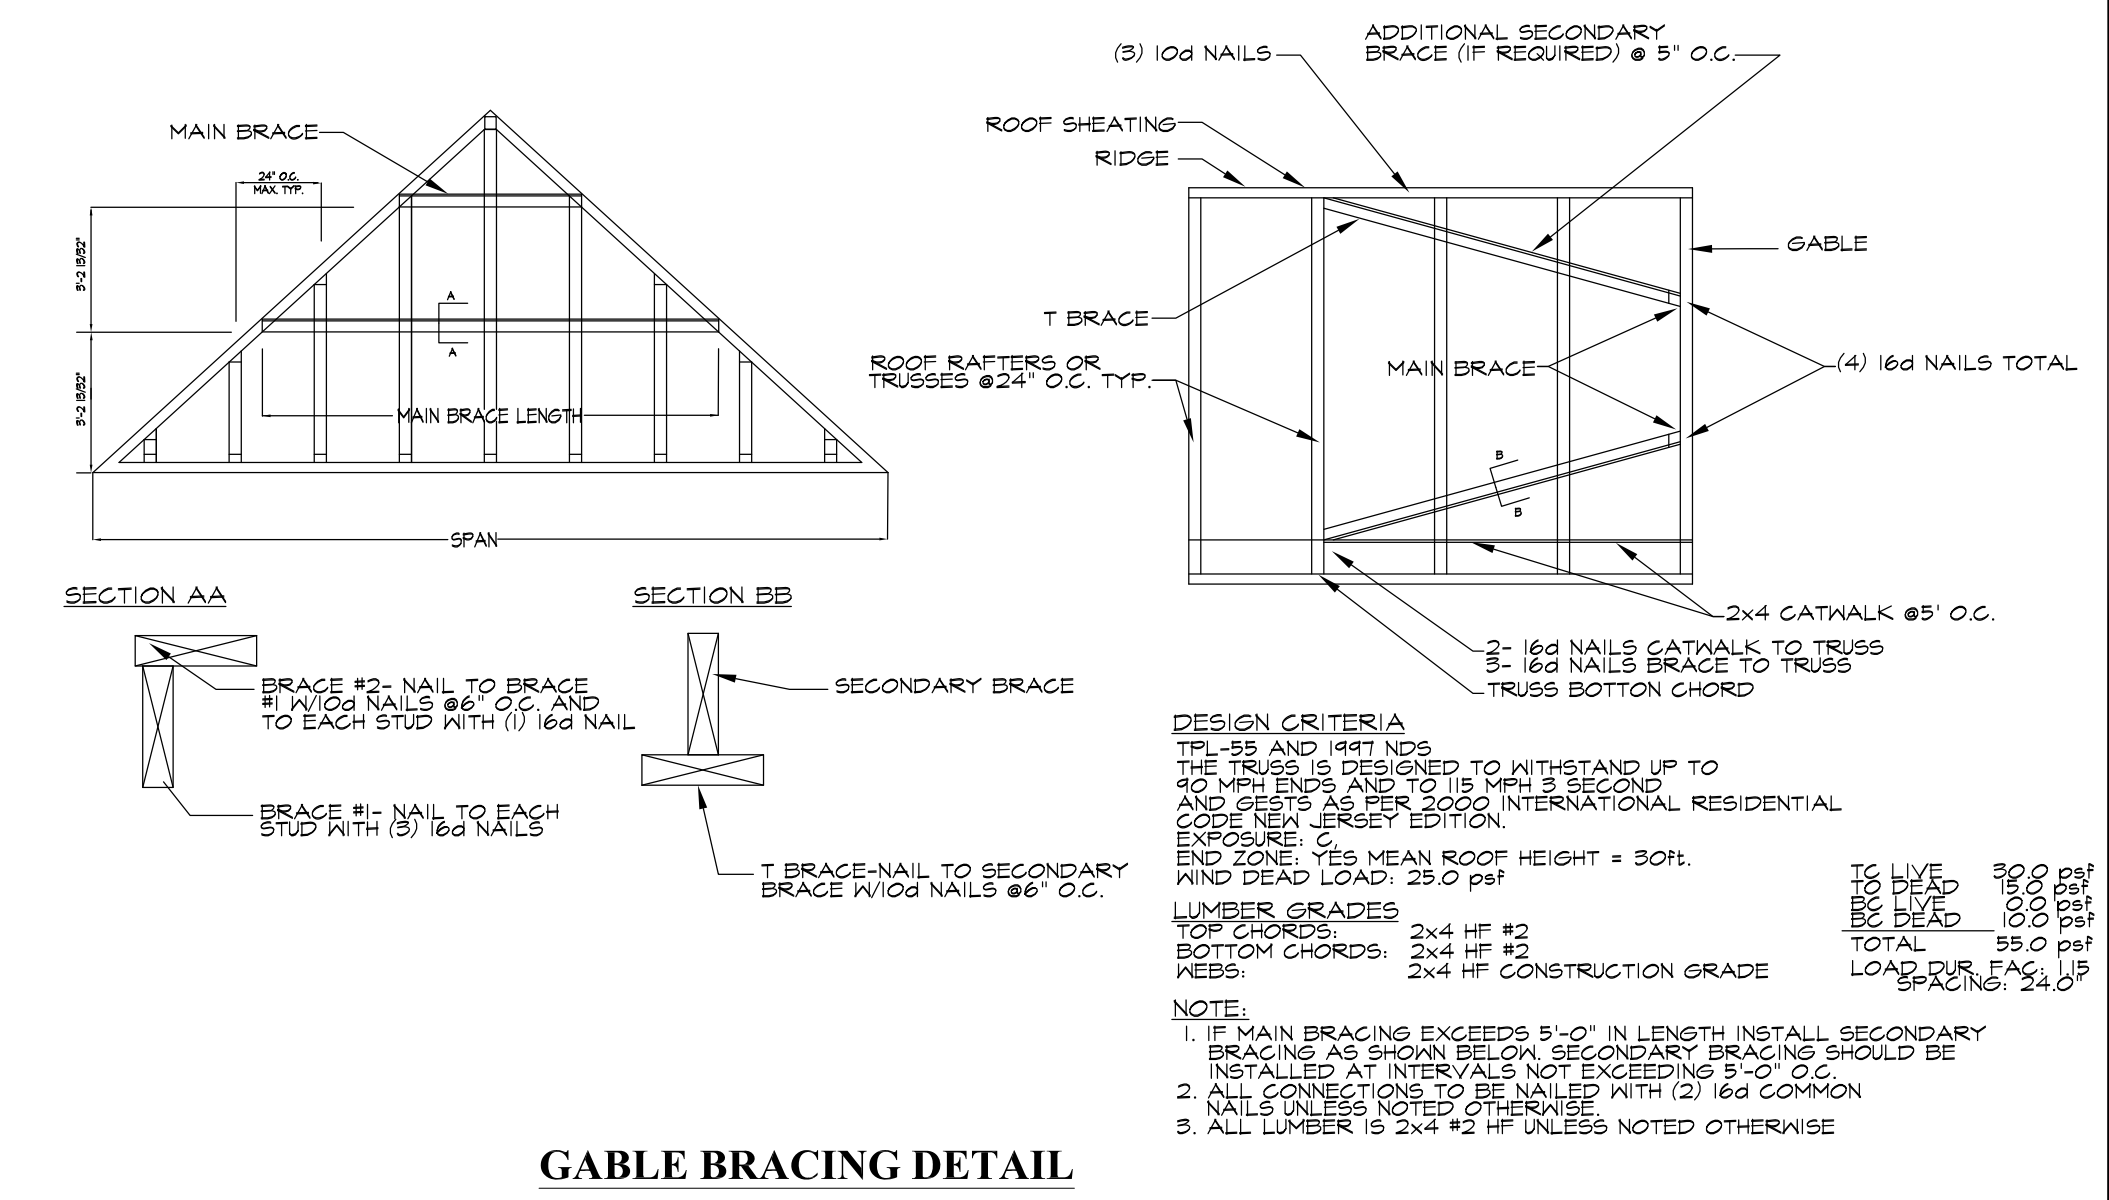 MAIN BRACE
24" O.C.
MAX. TYP.
3'-2 13/32"
3'-2 13/32"
A
A
MAIN BRACE LENGTH
SPAN
(3) 10d NAILS
ADDITIONAL SECONDARY
BRACE (IF REQUIRED) @ 5" O.C.
ROOF SHEATING
RIDGE
GABLE
T BRACE
ROOF RAFTERS OR
TRUSSES @24" O.C. TYP.
MAIN BRACE
(4) 16d NAILS TOTAL
B
B
2x4 CATWALK @5' O.C.
2- 16d NAILS CATWALK TO TRUSS
3- 16d NAILS BRACE TO TRUSS
TRUSS BOTTON CHORD
SECTION AA
BRACE #2- NAIL TO BRACE
#1 W/10d NAILS @6" O.C. AND
TO EACH STUD WITH (1) 16d NAIL
BRACE #1- NAIL TO EACH
STUD WITH (3) 16d NAILS
SECTION BB
SECONDARY BRACE
T BRACE-NAIL TO SECONDARY
BRACE W/10d NAILS @6" O.C.
DESIGN CRITERIA
TPL-55 AND 1997 NDS
THE TRUSS IS DESIGNED TO WITHSTAND UP TO
90 MPH ENDS AND TO 115 MPH 3 SECOND
AND GESTS AS PER 2000 INTERNATIONAL RESIDENTIAL
CODE NEW JERSEY EDITION.
EXPOSURE: C,
END ZONE: YES MEAN ROOF HEIGHT = 30ft.
WIND DEAD LOAD: 25.0 psf
LUMBER GRADES
TOP CHORDS: 2x4 HF #2
BOTTOM CHORDS: 2x4 HF #2
WEBS: 2x4 HF CONSTRUCTION GRADE
TC LIVE 30.0 psf
TO DEAD 15.0 psf
BC LIVE 0.0 psf
BC DEAD 10.0 psf
TOTAL 55.0 psf
LOAD DUR. FAC: 1.15
SPACING: 24.0"
NOTE:
1. IF MAIN BRACING EXCEEDS 5'-0" IN LENGTH INSTALL SECONDARY
BRACING AS SHOWN BELOW. SECONDARY BRACING SHOULD BE
INSTALLED AT INTERVALS NOT EXCEEDING 5'-0" O.C.
2. ALL CONNECTIONS TO BE NAILED WITH (2) 16d COMMON
NAILS UNLESS NOTED OTHERWISE.
3. ALL LUMBER IS 2x4 #2 HF UNLESS NOTED OTHERWISE
GABLE BRACING DETAIL